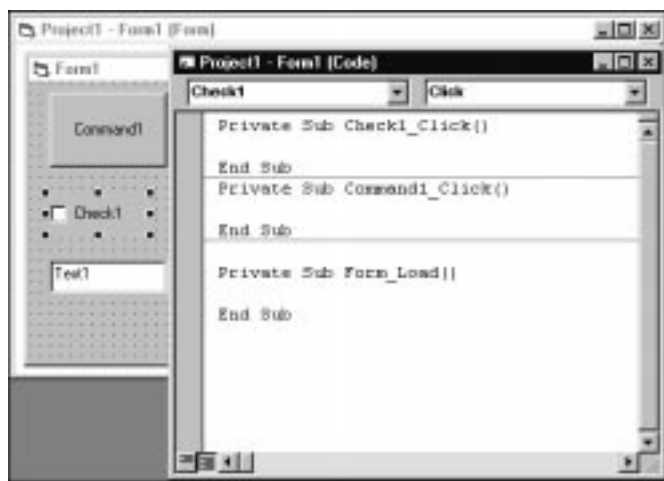 Project1 - Form1 (Form)
Form1
Command1
Check1
Text1
Project1 - Form1 (Code)
Check1
Click
Private Sub Check1_Click()
End Sub
Private Sub Command1_Click()
End Sub
Private Sub Form_Load()
End Sub